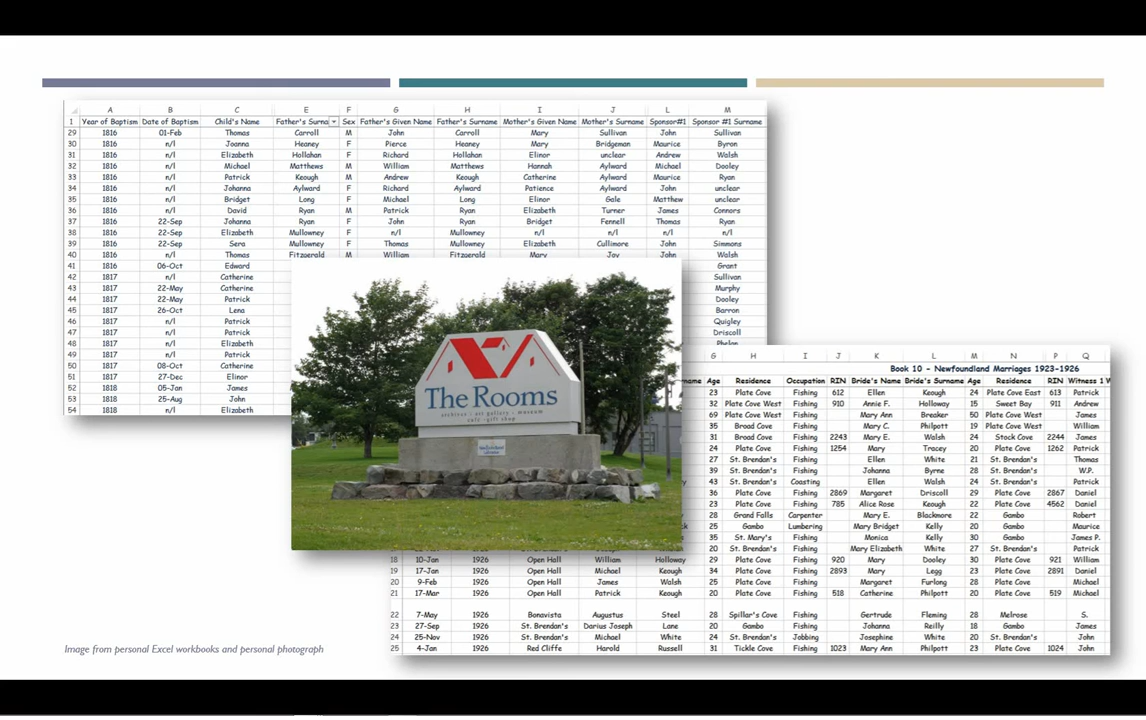 A B C E F G H I J L M
1 Year of Baptism Date of Baptism Child's Name Father's Surna Sex Father's Given Name Father's Surname Mother's Given Name Mother's Surname Sponsor#1 Sponsor #1 Surname
29 1816 01-Feb Thomas Carroll M John Carroll Mary Sullivan John Sullivan
30 1816 n/l Joanna Heaney F Pierce Heaney Mary Bridgeman Maurice Byron
31 1816 n/l Elizabeth Hollahan F Richard Hollahan Elinor unclear Andrew Walsh
32 1816 n/l Michael Matthews M William Matthews Hannah Aylward Michael Dooley
33 1816 n/l Patrick Keough M Andrew Keough Catherine Aylward Maurice Ryan
34 1816 n/l Johanna Aylward F Richard Aylward Patience Aylward John unclear
35 1816 n/l Bridget Long F Michael Long Elinor Gale Matthew unclear
36 1816 n/l David Ryan M Patrick Ryan Elizabeth Turner James Connors
37 1816 22-Sep Johanna Ryan F John Ryan Bridget Fennell Thomas Ryan
38 1816 22-Sep Elizabeth Mullowney F n/l Mullowney n/l n/l n/l n/l
39 1816 22-Sep Sera Mullowney F Thomas Mullowney Elizabeth Cullimore John Simmons
40 1816 n/l Thomas Fitzgerald M William Fitzgerald Mary Joy John Walsh
41 1816 06-Oct Edward Grant
42 1817 n/l Catherine Sullivan
43 1817 22-May Catherine Murphy
44 1817 22-May Patrick Dooley
45 1817 26-Oct Lena Barron
46 1817 n/l Patrick Quigley
47 1817 n/l Patrick Driscoll
48 1817 n/l Elizabeth Phelan
49 1817 n/l Patrick
50 1817 08-Oct Catherine
51 1817 27-Dec Elinor
52 1818 05-Jan James
53 1818 25-Aug John
54 1818 n/l Elizabeth
The Rooms
archives · art gallery · museum
café · gift shop
G H I J K L M N P Q
Book 10 - Newfoundland Marriages 1923-1926
Age Residence Occupation RIN Bride's Name Bride's Surname Age Residence RIN Witness 1 W
23 Plate Cove Fishing 612 Ellen Keough 24 Plate Cove East 613 Patrick
32 Plate Cove West Fishing 910 Annie F. Holloway 15 Sweet Bay 911 Andrew
69 Plate Cove West Fishing Mary Ann Breaker 50 Plate Cove West James
35 Broad Cove Fishing Mary C. Philpott 19 Plate Cove West William
31 Broad Cove Fishing 2243 Mary E. Walsh 24 Stock Cove 2244 James
24 Plate Cove Fishing 1254 Mary Tracey 20 Plate Cove 1262 Patrick
27 St. Brendan's Fishing Ellen White 21 St. Brendan's Thomas
39 St. Brendan's Fishing Johanna Byrne 28 St. Brendan's W.P.
43 St. Brendan's Coasting Ellen Walsh 24 St. Brendan's Patrick
36 Plate Cove Fishing 2869 Margaret Driscoll 29 Plate Cove 2867 Daniel
23 Plate Cove Fishing 785 Alice Rose Keough 22 Plate Cove 4562 Daniel
28 Grand Falls Carpenter Mary E. Blackmore 22 Gambo Robert
25 Gambo Lumbering Mary Bridget Kelly 20 Gambo Maurice
35 St. Mary's Fishing Monica Kelly 30 Gambo James P.
20 St. Brendan's Fishing Mary Elizabeth White 27 St. Brendan's Patrick
18 10-Jan 1926 Open Hall William Holloway 29 Plate Cove Fishing 920 Mary Dooley 30 Plate Cove 921 William
19 17-Jan 1926 Open Hall Michael Keough 34 Plate Cove Fishing 2893 Mary Legg 23 Plate Cove 2891 Daniel
20 9-Feb 1926 Open Hall James Walsh 26 Plate Cove Fishing Margaret Furlong 28 Plate Cove Michael
21 17-Mar 1926 Open Hall Patrick Keough 20 Plate Cove Fishing 518 Catherine Philpott 20 Plate Cove 519 Michael
22 7-May 1926 Bonavista Augustus Steel 28 Spillar's Cove Fishing Gertrude Fleming 28 Melrose S.
23 27-Sep 1926 St. Brendan's Darius Joseph Lane 20 Gambo Fishing Johanna Reilly 18 Gambo James
24 25-Nov 1926 St. Brendan's Michael White 24 St. Brendan's Jobbing Josephine White 20 St. Brendan's John
25 4-Jan 1926 Red Cliffe Harold Russell 31 Tickle Cove Fishing 1023 Mary Ann Philpott 23 Plate Cove 1024 John
Image from personal Excel workbooks and personal photograph